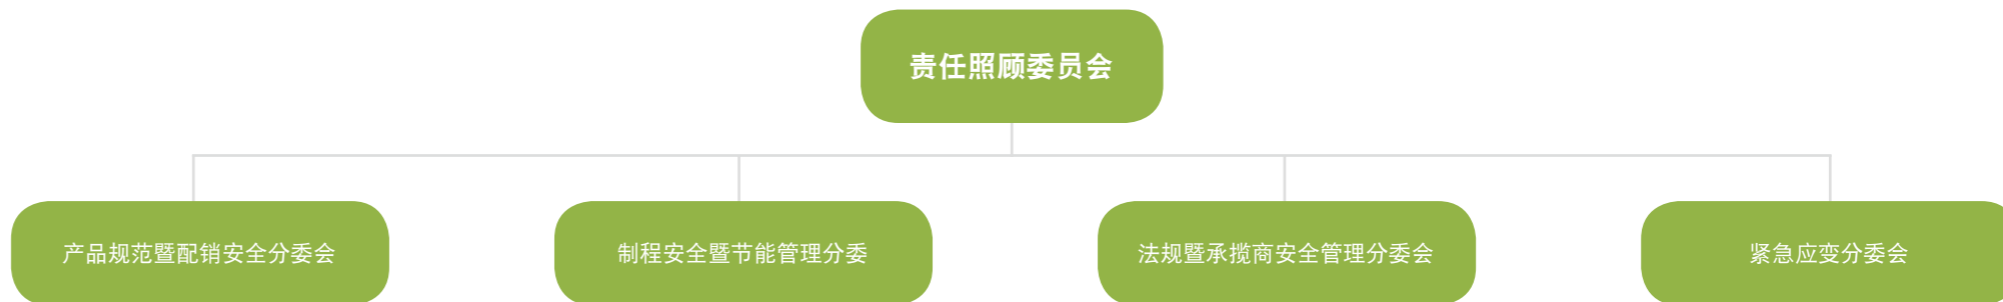 责任照顾委员会
产品规范暨配销安全分委会
制程安全暨节能管理分委
法规暨承揽商安全管理分委会
紧急应变分委会